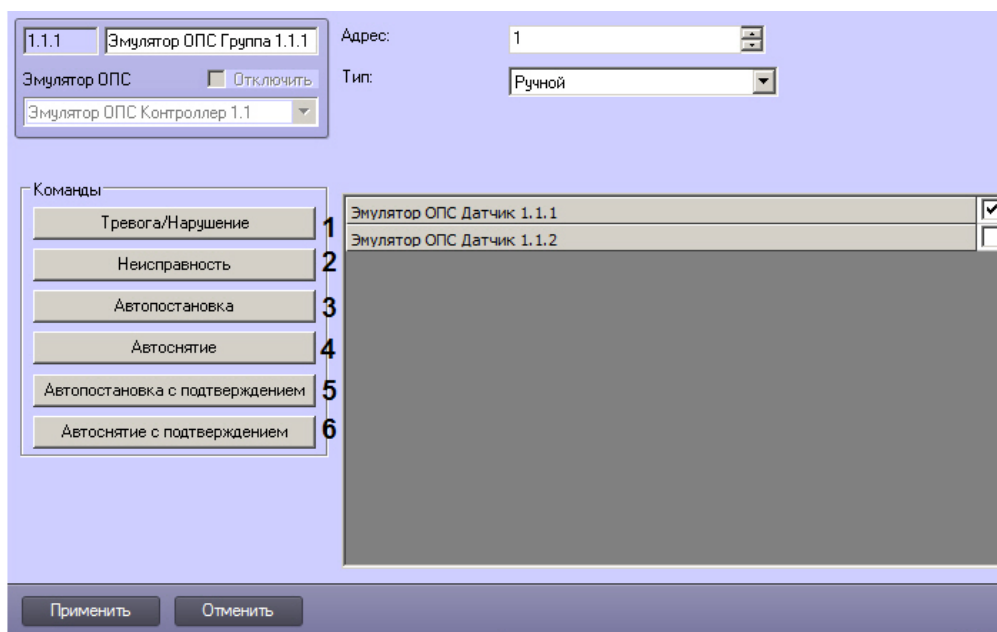 1.1.1 Эмулятор ОПС Группа 1.1.1
Адрес: 1
Эмулятор ОПС Отключить
Тип: Ручной
Эмулятор ОПС Контроллер 1.1
Команды
Тревога/Нарушение 1
Неисправность 2
Автопостановка 3
Автоснятие 4
Автопостановка с подтверждением 5
Автоснятие с подтверждением 6
Эмулятор ОПС Датчик 1.1.1
Эмулятор ОПС Датчик 1.1.2
Применить Отменить